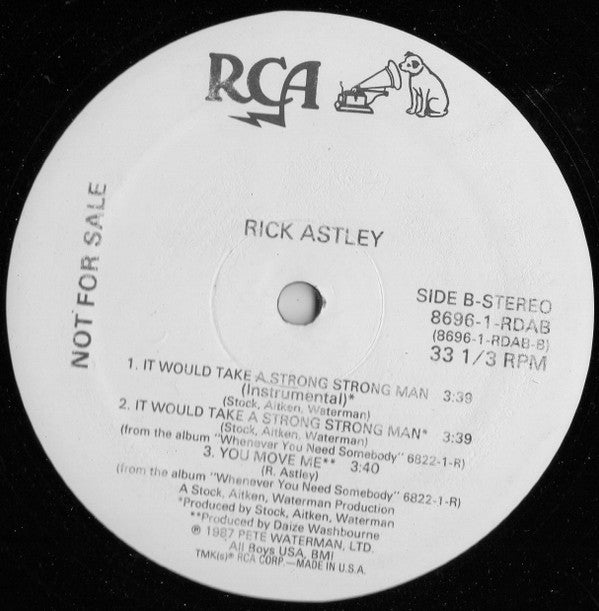 RCA
NOT FOR SALE
RICK ASTLEY
SIDE B-STEREO
8696-1-RDAB
(8696-1-RDAB-B)
33 1/3 RPM
1. IT WOULD TAKE A STRONG STRONG MAN 3:39
(Instrumental)*
(Stock, Aitken, Waterman)
2. IT WOULD TAKE A STRONG STRONG MAN* 3:39
(Stock, Aitken, Waterman)
(from the album "Whenever You Need Somebody" 6822-1-R)
3. YOU MOVE ME** 3:40
(R. Astley)
(from the album "Whenever You Need Somebody" 6822-1-R)
A Stock, Aitken, Waterman Production
*Produced by Stock, Aitken, Waterman
**Produced by Daize Washbourne
℗ 1987 PETE WATERMAN, LTD.
All Boys USA, BMI
TMK(s)® RCA CORP.—MADE IN U.S.A.